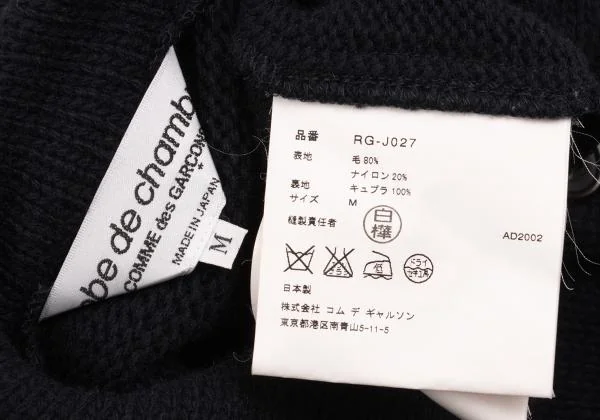 be de chamb
COMME des GARCONS
*
MADE IN JAPAN
M
品番 RG-J027
表地 毛 80%
ナイロン 20%
裏地 キュプラ 100%
サイズ M
縫製責任者 白樺
AD2002
ドライ
日本製
株式会社 コム デ ギャルソン
東京都港区南青山5-11-5